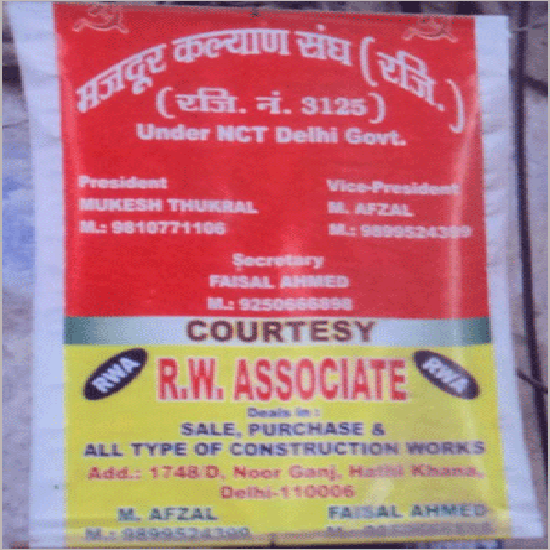 मजदूर कल्याण संघ (रजि.)
(रजि. नं. 3125)
Under NCT Delhi Govt.
President
Vice-President
MUKESH THUKRAL
M. AFZAL
M.: 9810771106
M.: 9899524399
Secretary
FAISAL AHMED
M.: 9250666898
COURTESY
RWA
R.W. ASSOCIATE
RWA
Deals in :
SALE, PURCHASE &
ALL TYPE OF CONSTRUCTION WORKS
Add.: 1748/D, Noor Ganj, Hathi Khana,
Delhi-110006
M. AFZAL
FAISAL AHMED
M.: 9899524399